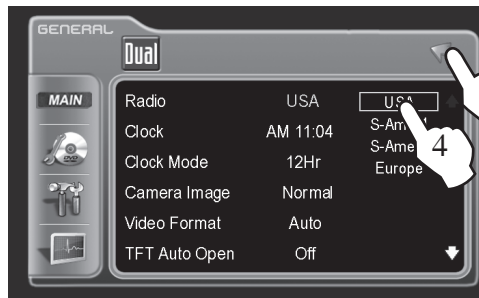 GENERAL
Dual
MAIN
Radio USA USA
Clock AM 11:04
Clock Mode 12Hr Europe
Camera Image Normal
Video Format Auto
TFT Auto Open Off
4
DVD